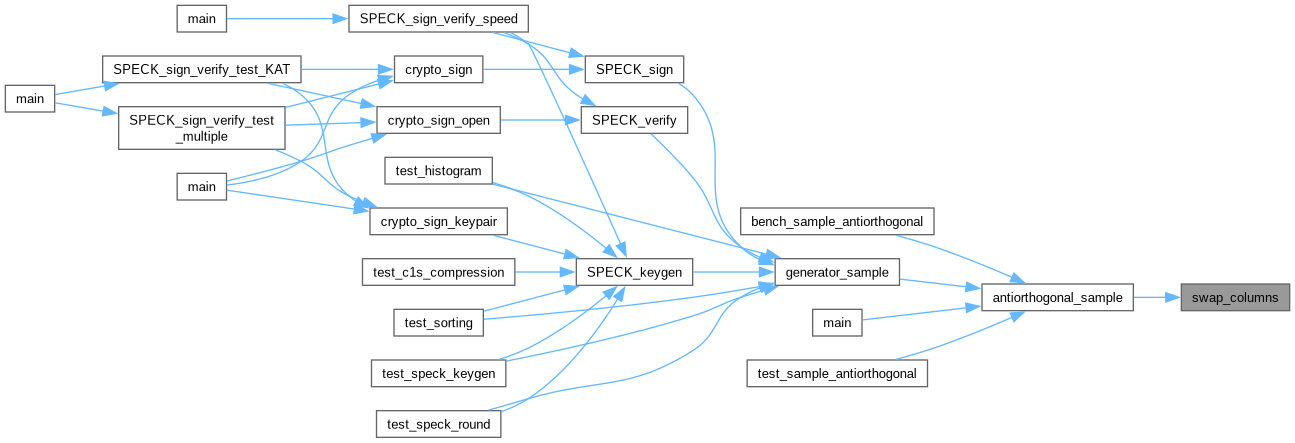 main
SPECK_sign_verify_speed
SPECK_sign_verify_test_KAT
crypto_sign
SPECK_sign
main
SPECK_sign_verify_test
_multiple
crypto_sign_open
SPECK_verify
test_histogram
main
crypto_sign_keypair
bench_sample_antiorthogonal
test_c1s_compression
SPECK_keygen
generator_sample
antiorthogonal_sample
swap_columns
test_sorting
main
test_speck_keygen
test_sample_antiorthogonal
test_speck_round